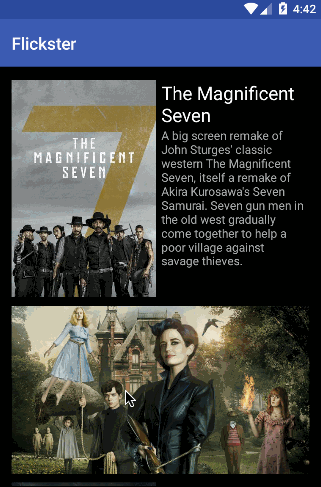 4:42
Flickster
7
THE
MAGNIFICENT
SEVEN
The Magnificent
Seven
A big screen remake of
John Sturges' classic
western The Magnificent
Seven, itself a remake of
Akira Kurosawa's Seven
Samurai. Seven gun men in
the old west gradually
come together to help a
poor village against
savage thieves.